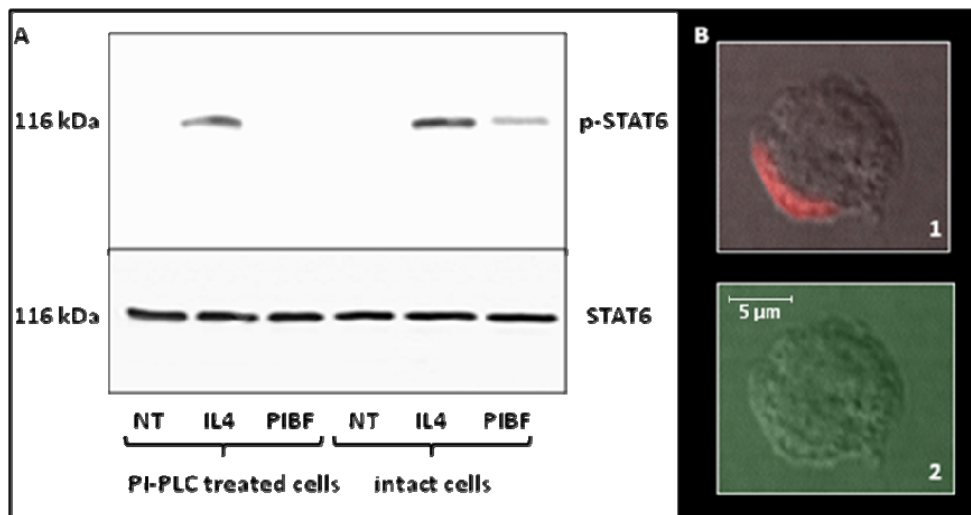 A
116 kDa
p-STAT6
116 kDa
STAT6
NT IL4 PIBF NT IL4 PIBF
PI-PLC treated cells intact cells
B
1
5 µm
2